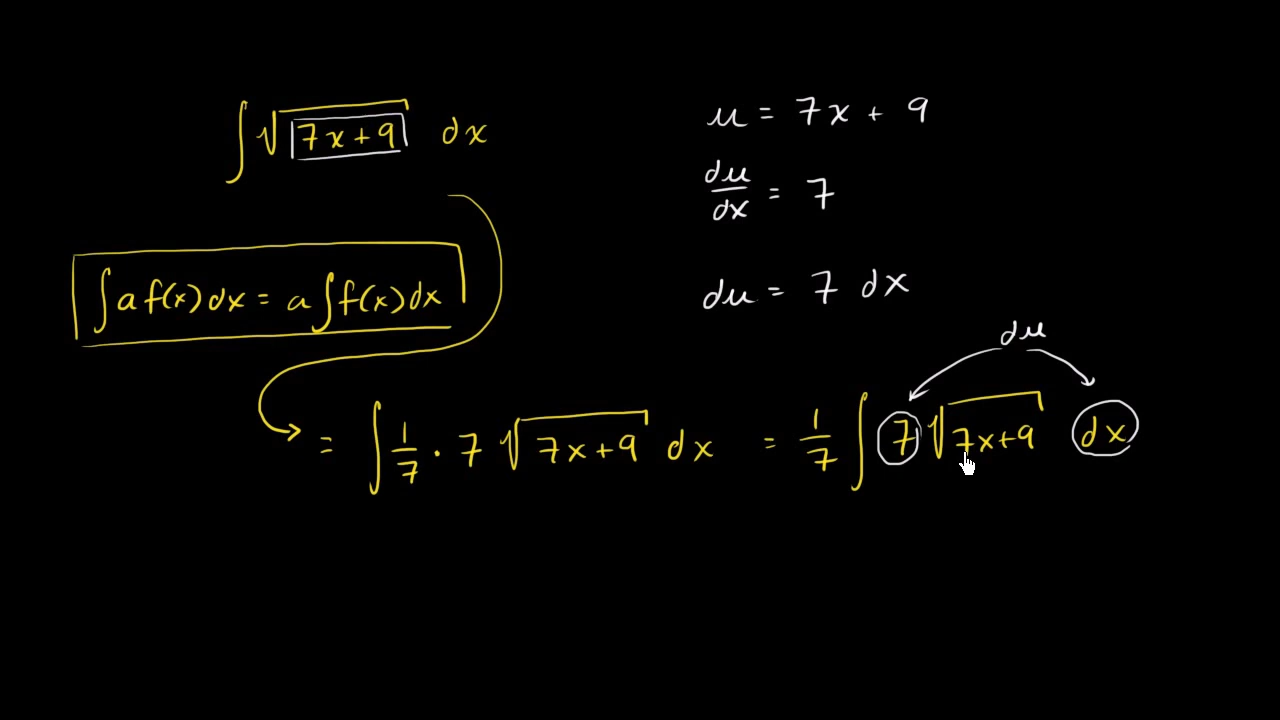 ∫√(7x+9) dx
∫a f(x) dx = a∫f(x) dx
u = 7x + 9
du/dx = 7
du = 7 dx
du
= ∫ 1/7 · 7 √(7x+9) dx = 1/7 ∫ 7 √(7x+9) dx